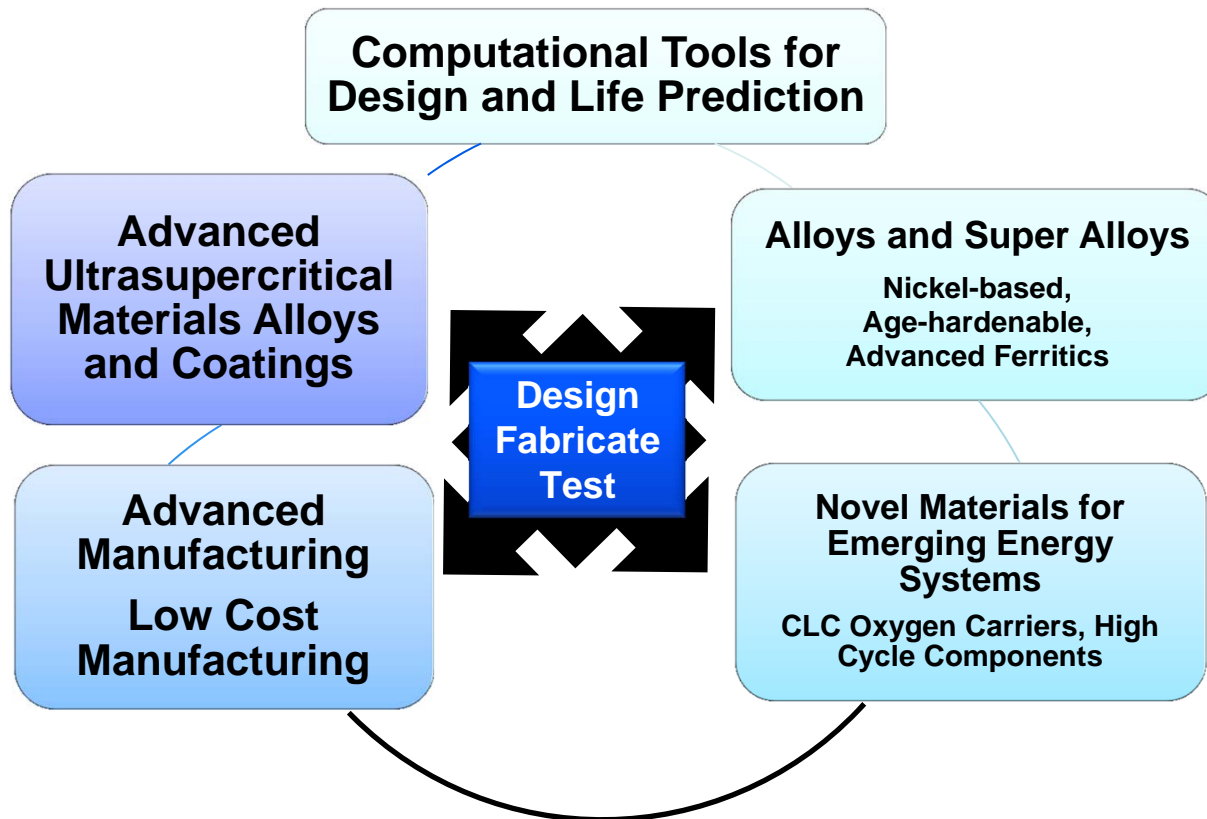 Computational Tools for
Design and Life Prediction
Advanced
Ultrasupercritical
Materials Alloys
and Coatings
Alloys and Super Alloys
Nickel-based,
Age-hardenable,
Advanced Ferritics
Design
Fabricate
Test
Advanced
Manufacturing
Low Cost
Manufacturing
Novel Materials for
Emerging Energy
Systems
CLC Oxygen Carriers, High
Cycle Components